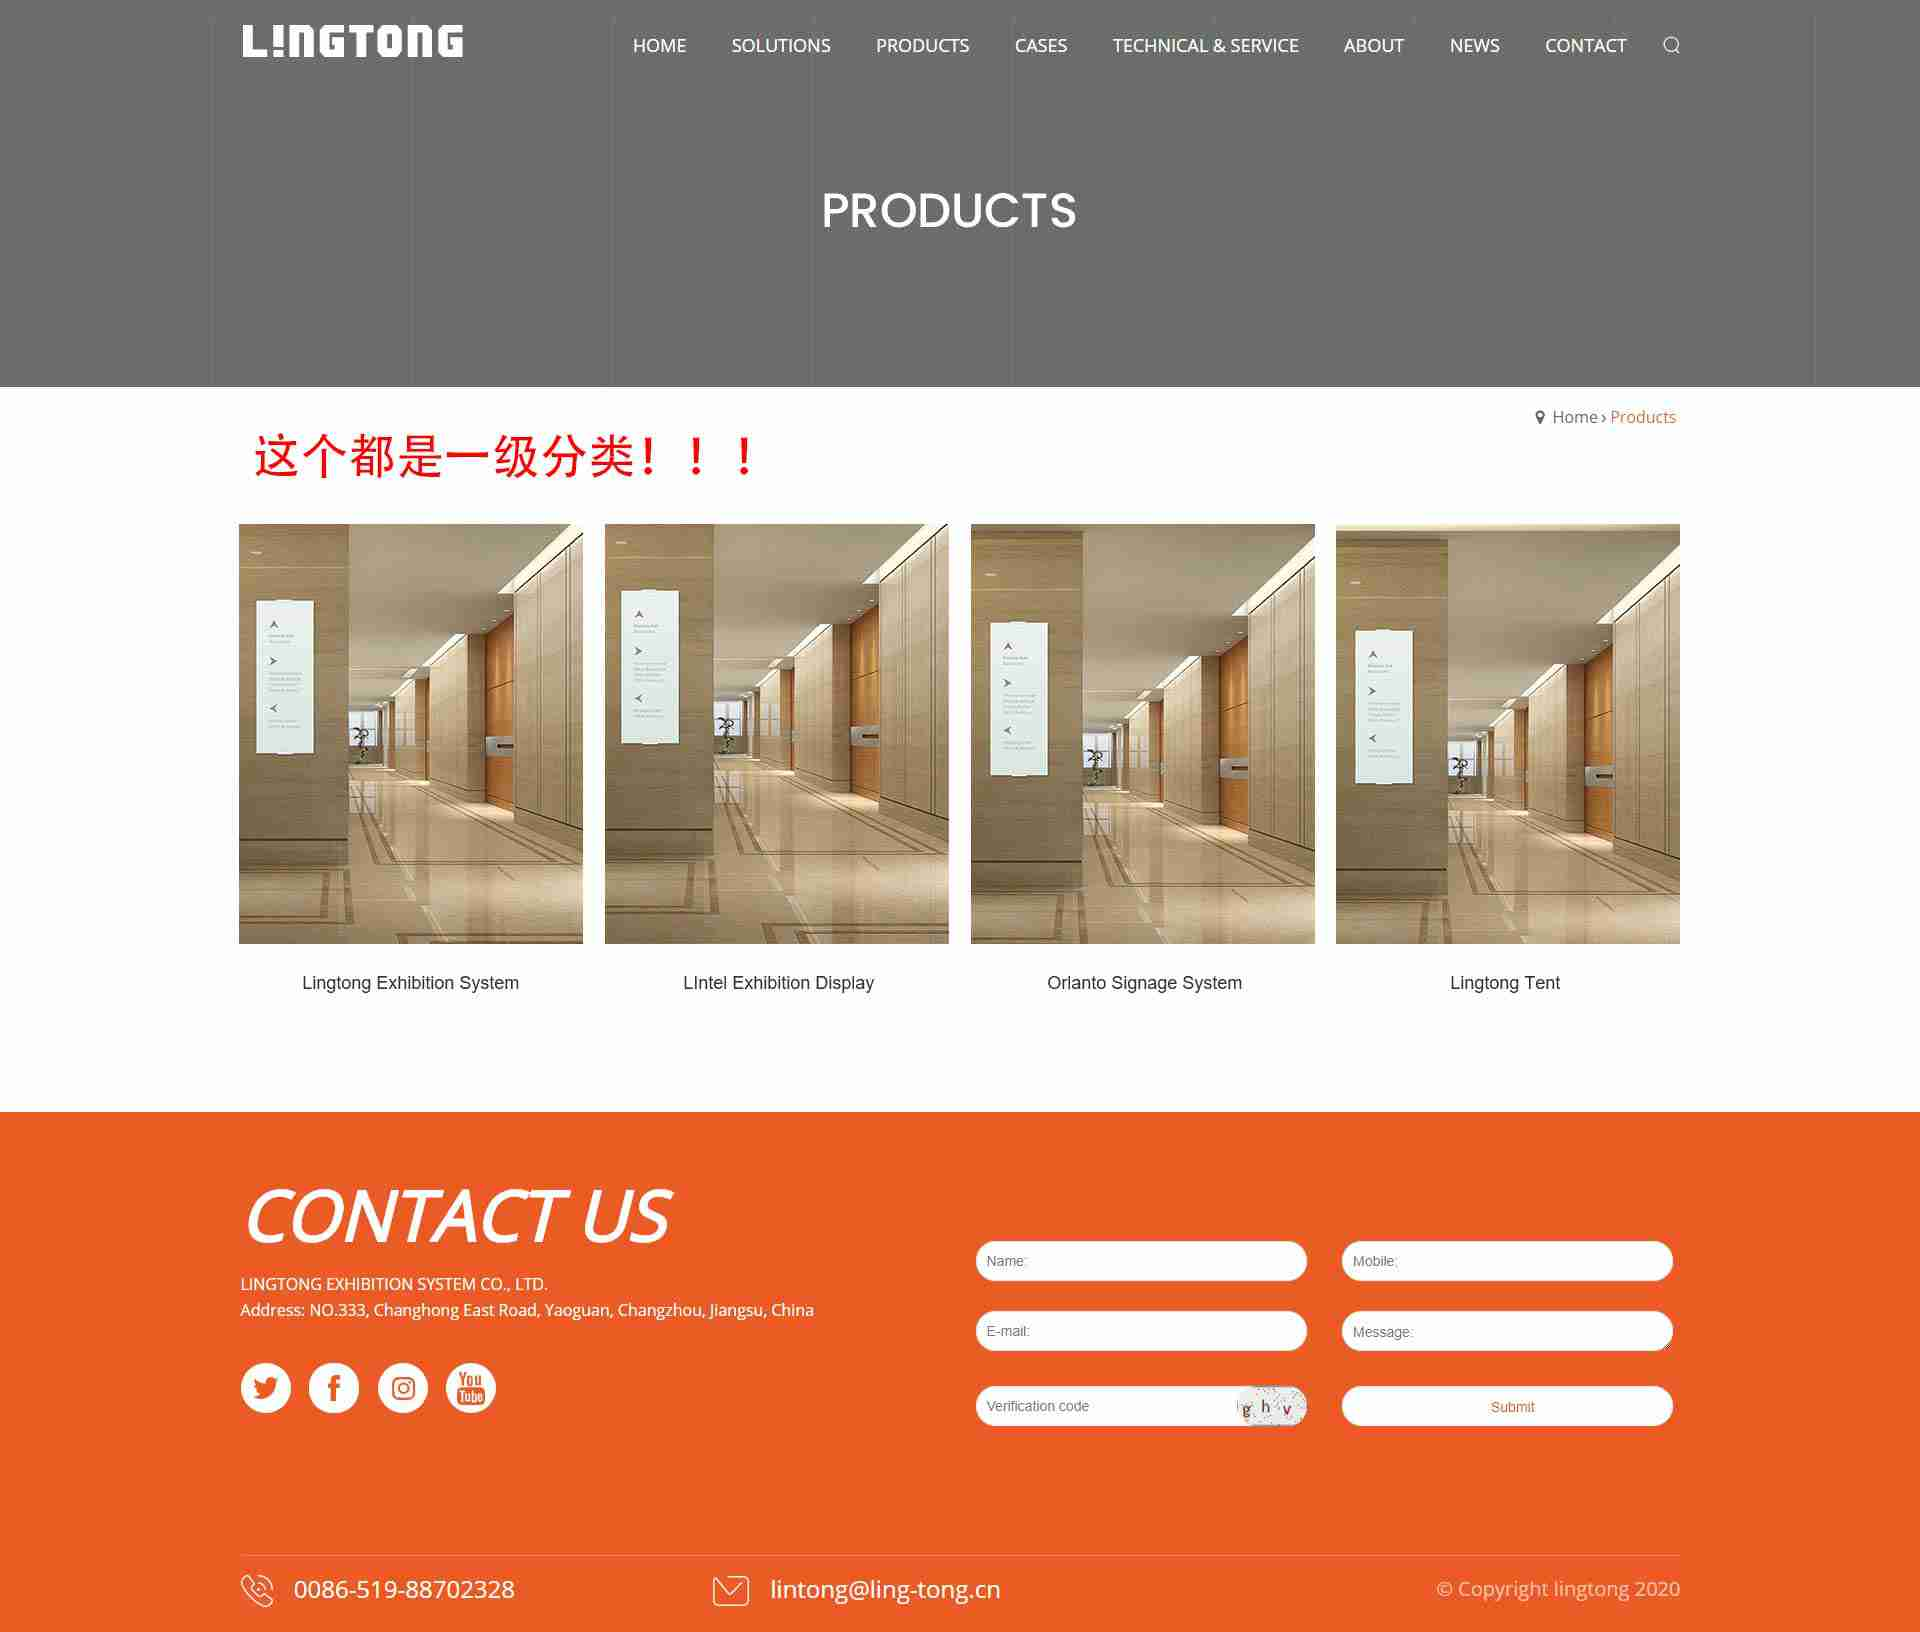 L!NGTONG
HOME SOLUTIONS PRODUCTS CASES TECHNICAL & SERVICE ABOUT NEWS CONTACT
PRODUCTS
Home › Products
这个都是一级分类！！！
Lingtong Exhibition System
LIntel Exhibition Display
Orlanto Signage System
Lingtong Tent
CONTACT US
LINGTONG EXHIBITION SYSTEM CO., LTD.
Address: NO.333, Changhong East Road, Yaoguan, Changzhou, Jiangsu, China
You
Tube
Name:
Mobile:
E-mail:
Message:
Verification code
g h v
Submit
0086-519-88702328
lintong@ling-tong.cn
© Copyright lingtong 2020